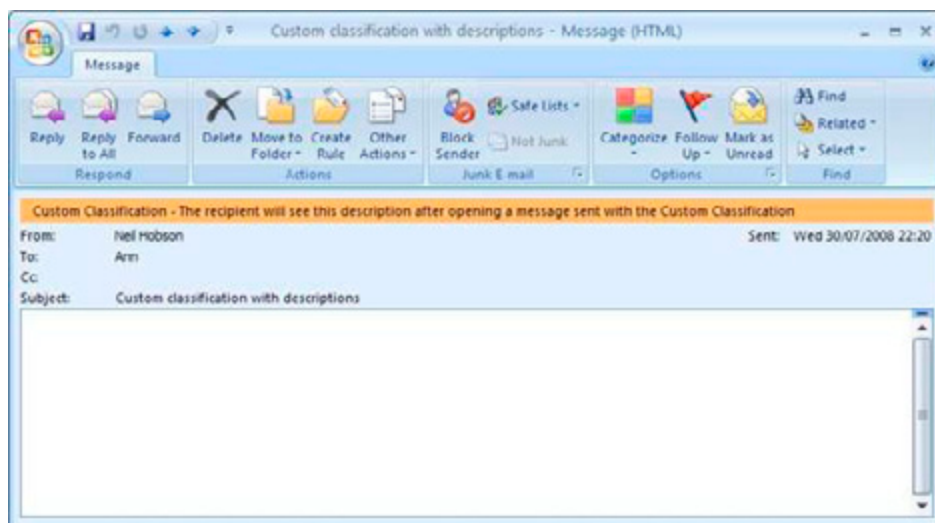 Custom classification with descriptions - Message (HTML)
Message
Reply Reply to All Forward
Respond
Delete Move to Folder Create Rule Other Actions
Actions
Block Sender Safe Lists Not Junk
Junk E-mail
Categorize Follow Up Mark as Unread
Options
Find Related Select
Find
Custom Classification - The recipient will see this description after opening a message sent with the Custom Classification
From: Neil Hobson Sent: Wed 30/07/2008 22:20
To: Arm
Cc:
Subject: Custom classification with descriptions